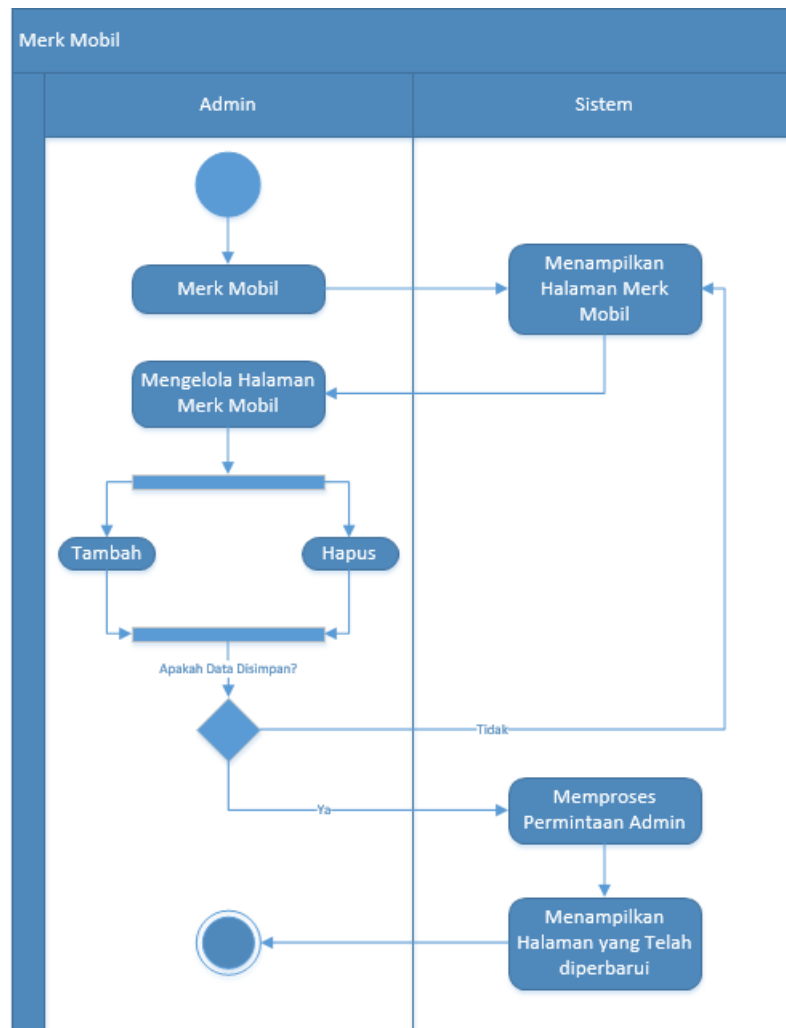 Merk Mobil
Admin
Sistem
Merk Mobil
Menampilkan
Halaman Merk
Mobil
Mengelola Halaman
Merk Mobil
Tambah
Hapus
Apakah Data Disimpan?
Tidak
Ya
Memproses
Permintaan Admin
Menampilkan
Halaman yang Telah
diperbarui